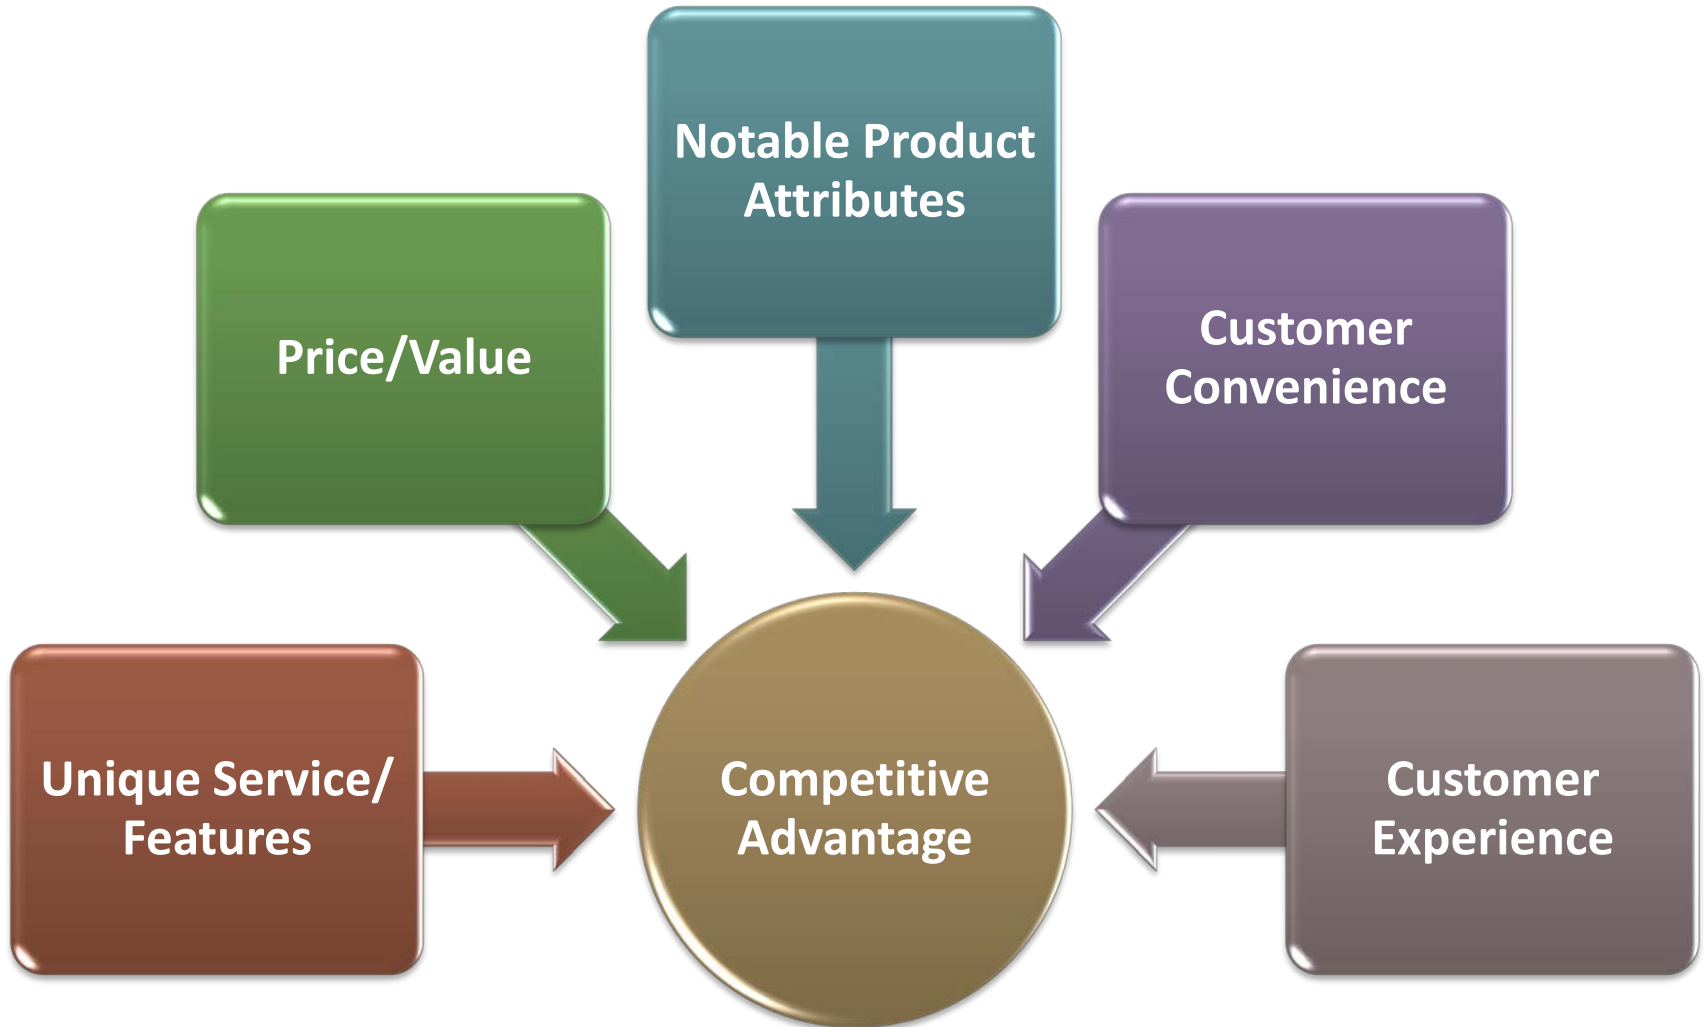 Notable Product
Attributes
Price/Value
Customer
Convenience
Unique Service/
Features
Competitive
Advantage
Customer
Experience